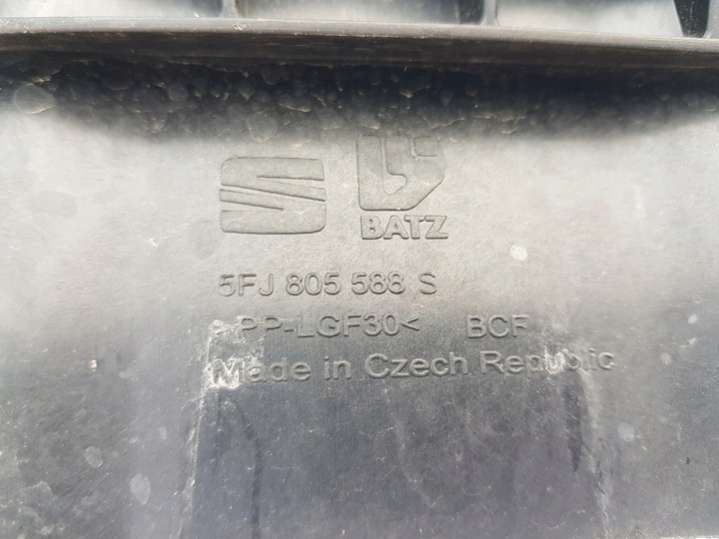 BATZ
5FJ 805 588 S
PP-LGF30< BCF
Made in Czech Republic